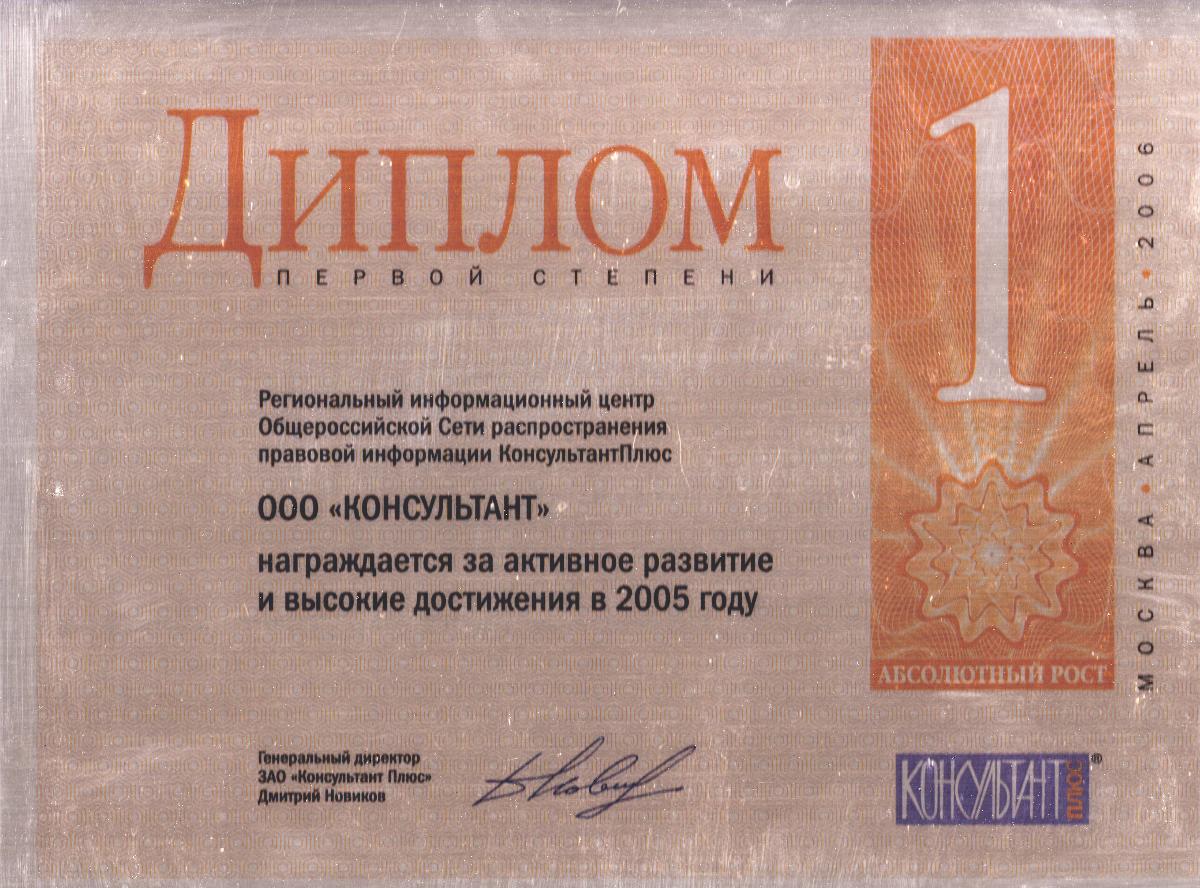 Диплом
ПЕРВОЙ СТЕПЕНИ
Региональный информационный центр
Общероссийской Сети распространения
правовой информации КонсультантПлюс
ООО «КОНСУЛЬТАНТ»
награждается за активное развитие
и высокие достижения в 2005 году
Генеральный директор
ЗАО «Консультант Плюс»
Дмитрий Новиков
1
АБСОЛЮТНЫЙ РОСТ
МОСКВА • АПРЕЛЬ • 2006
КОНСУЛЬТАНТ ПЛЮС ®